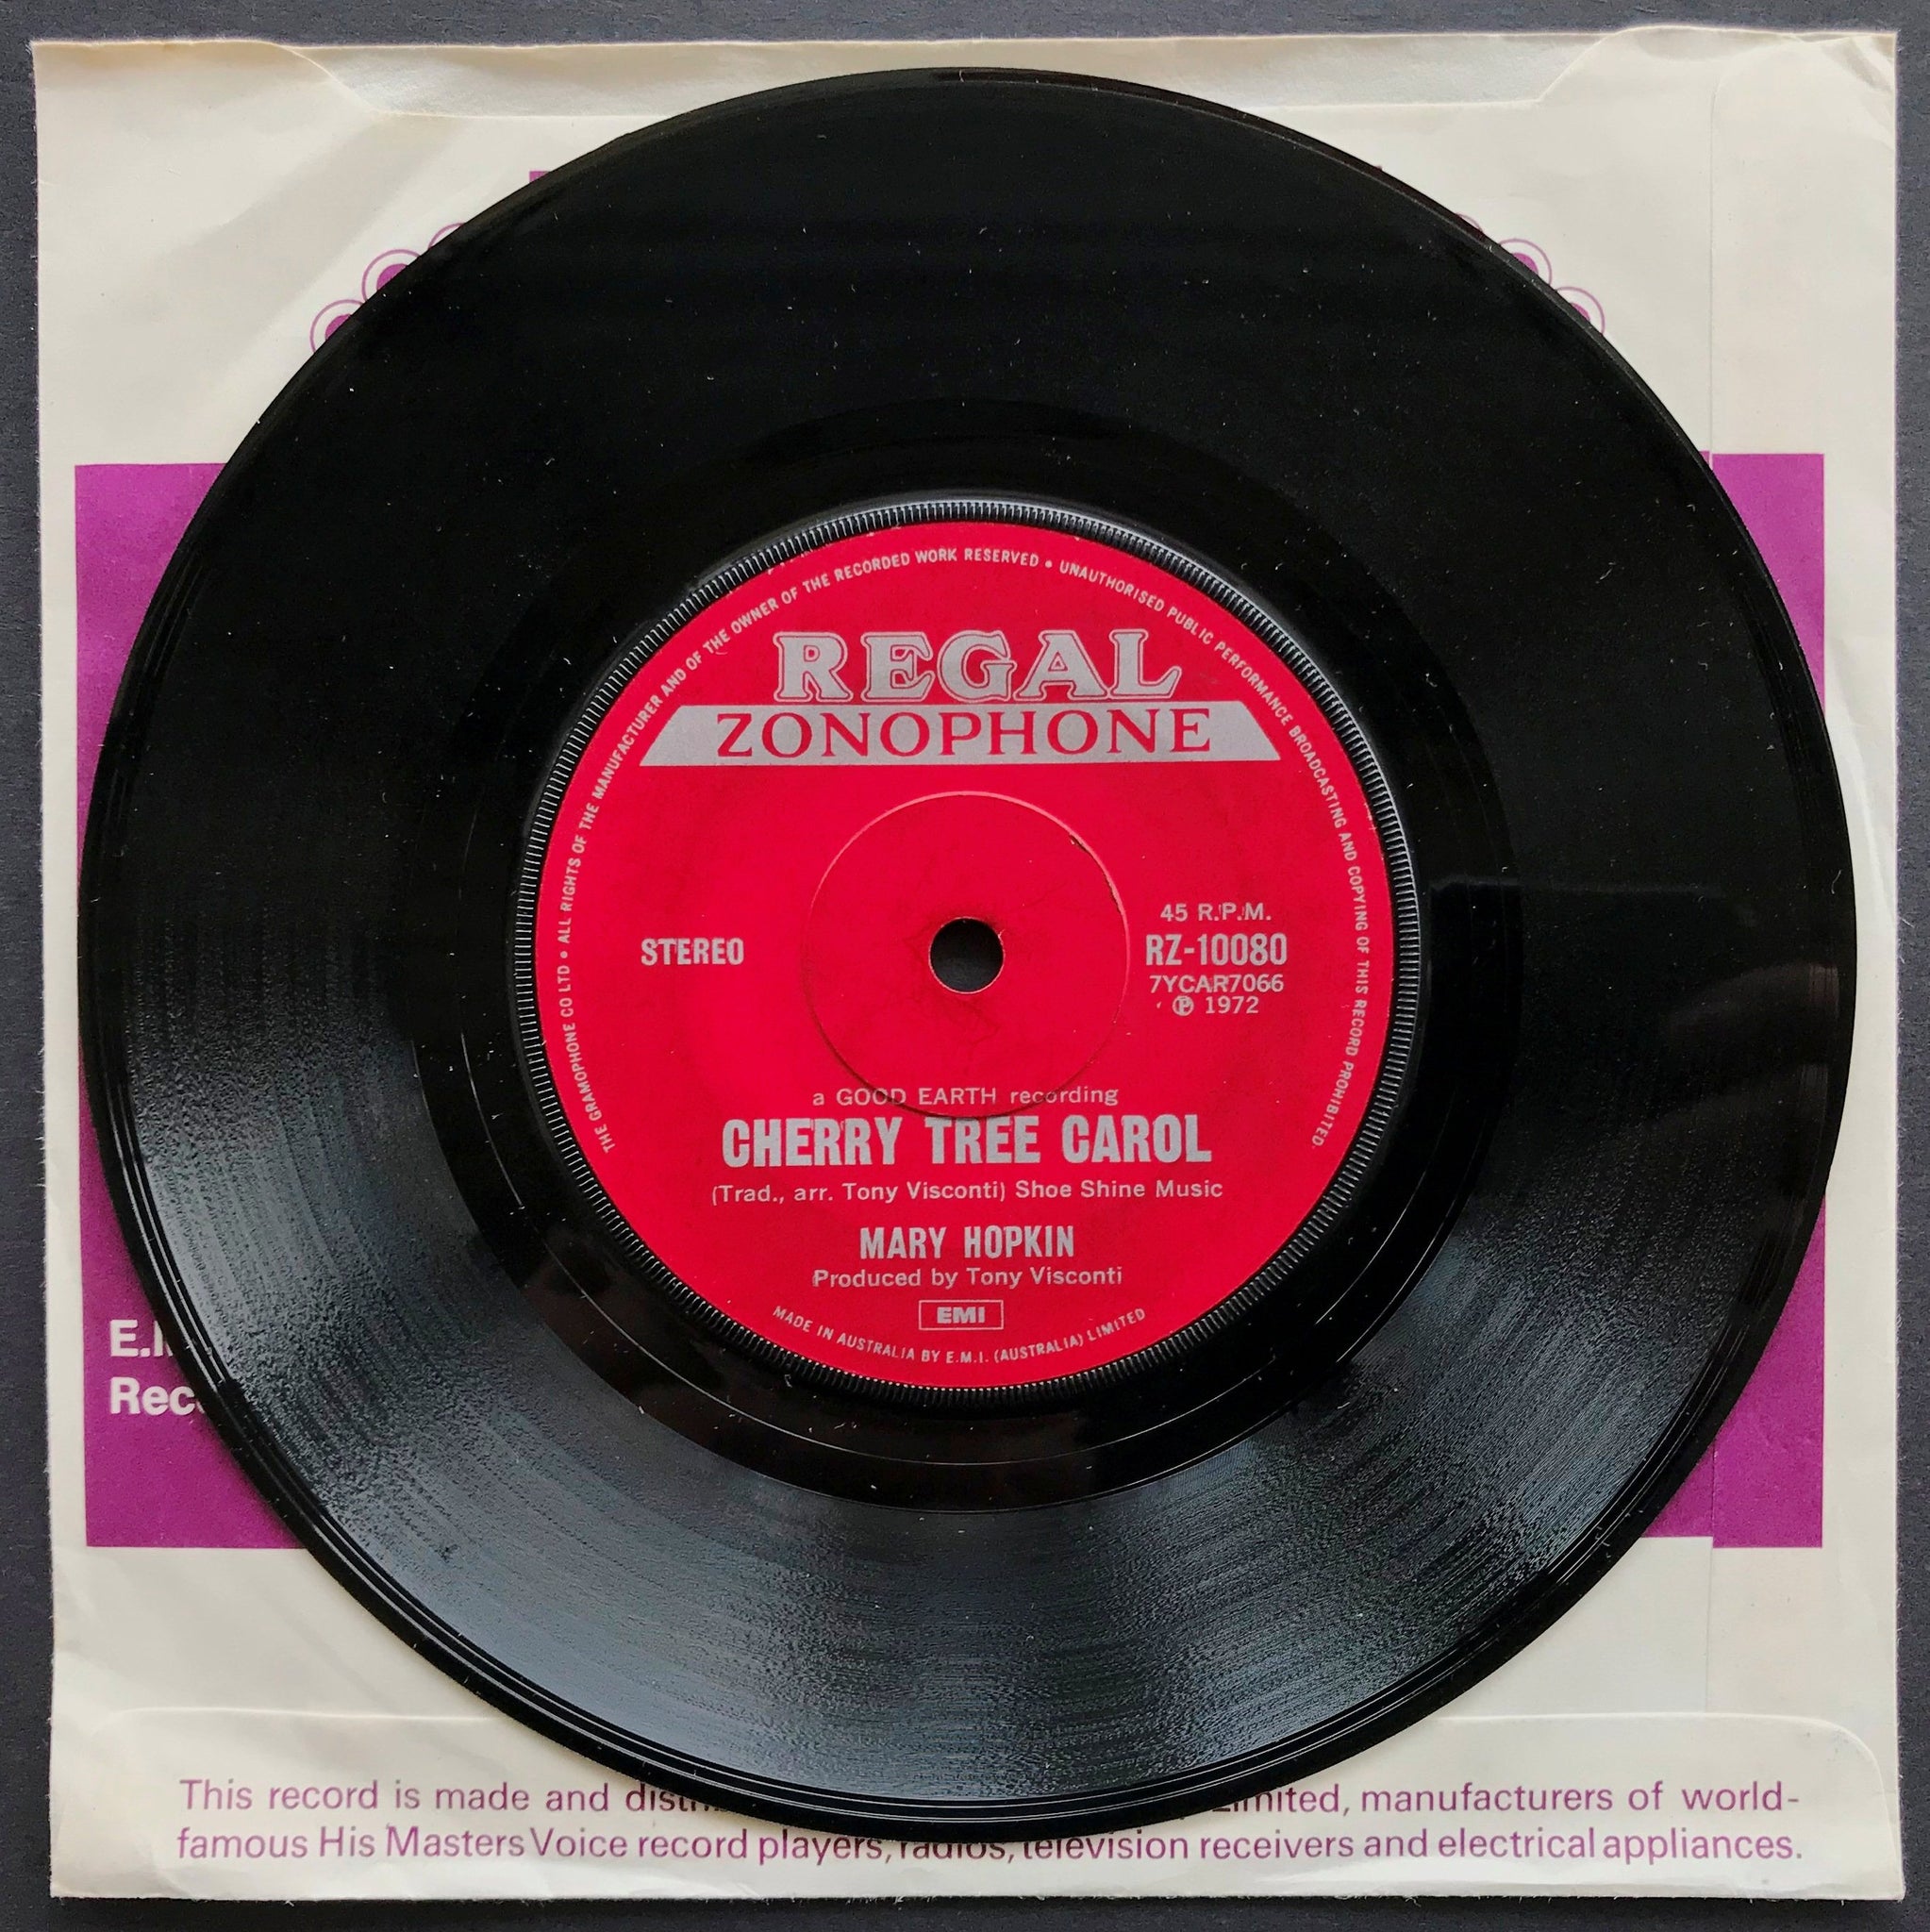 THE GRAMOPHONE CO LTD • ALL RIGHTS OF THE MANUFACTURER AND OF THE OWNER OF THE RECORDED WORK RESERVED • UNAUTHORISED PUBLIC PERFORMANCE BROADCASTING AND COPYING OF THIS RECORD PROHIBITED
REGAL
ZONOPHONE
STEREO
45 R.P.M.
RZ-10080
7YCAR7066
℗ 1972
a GOOD EARTH recording
CHERRY TREE CAROL
(Trad., arr. Tony Visconti) Shoe Shine Music
MARY HOPKIN
Produced by Tony Visconti
EMI
MADE IN AUSTRALIA BY E.M.I. (AUSTRALIA) LIMITED
This record is made and manufacturers of world-
famous His Masters Voice record players, radios, television receivers and electrical appliances.